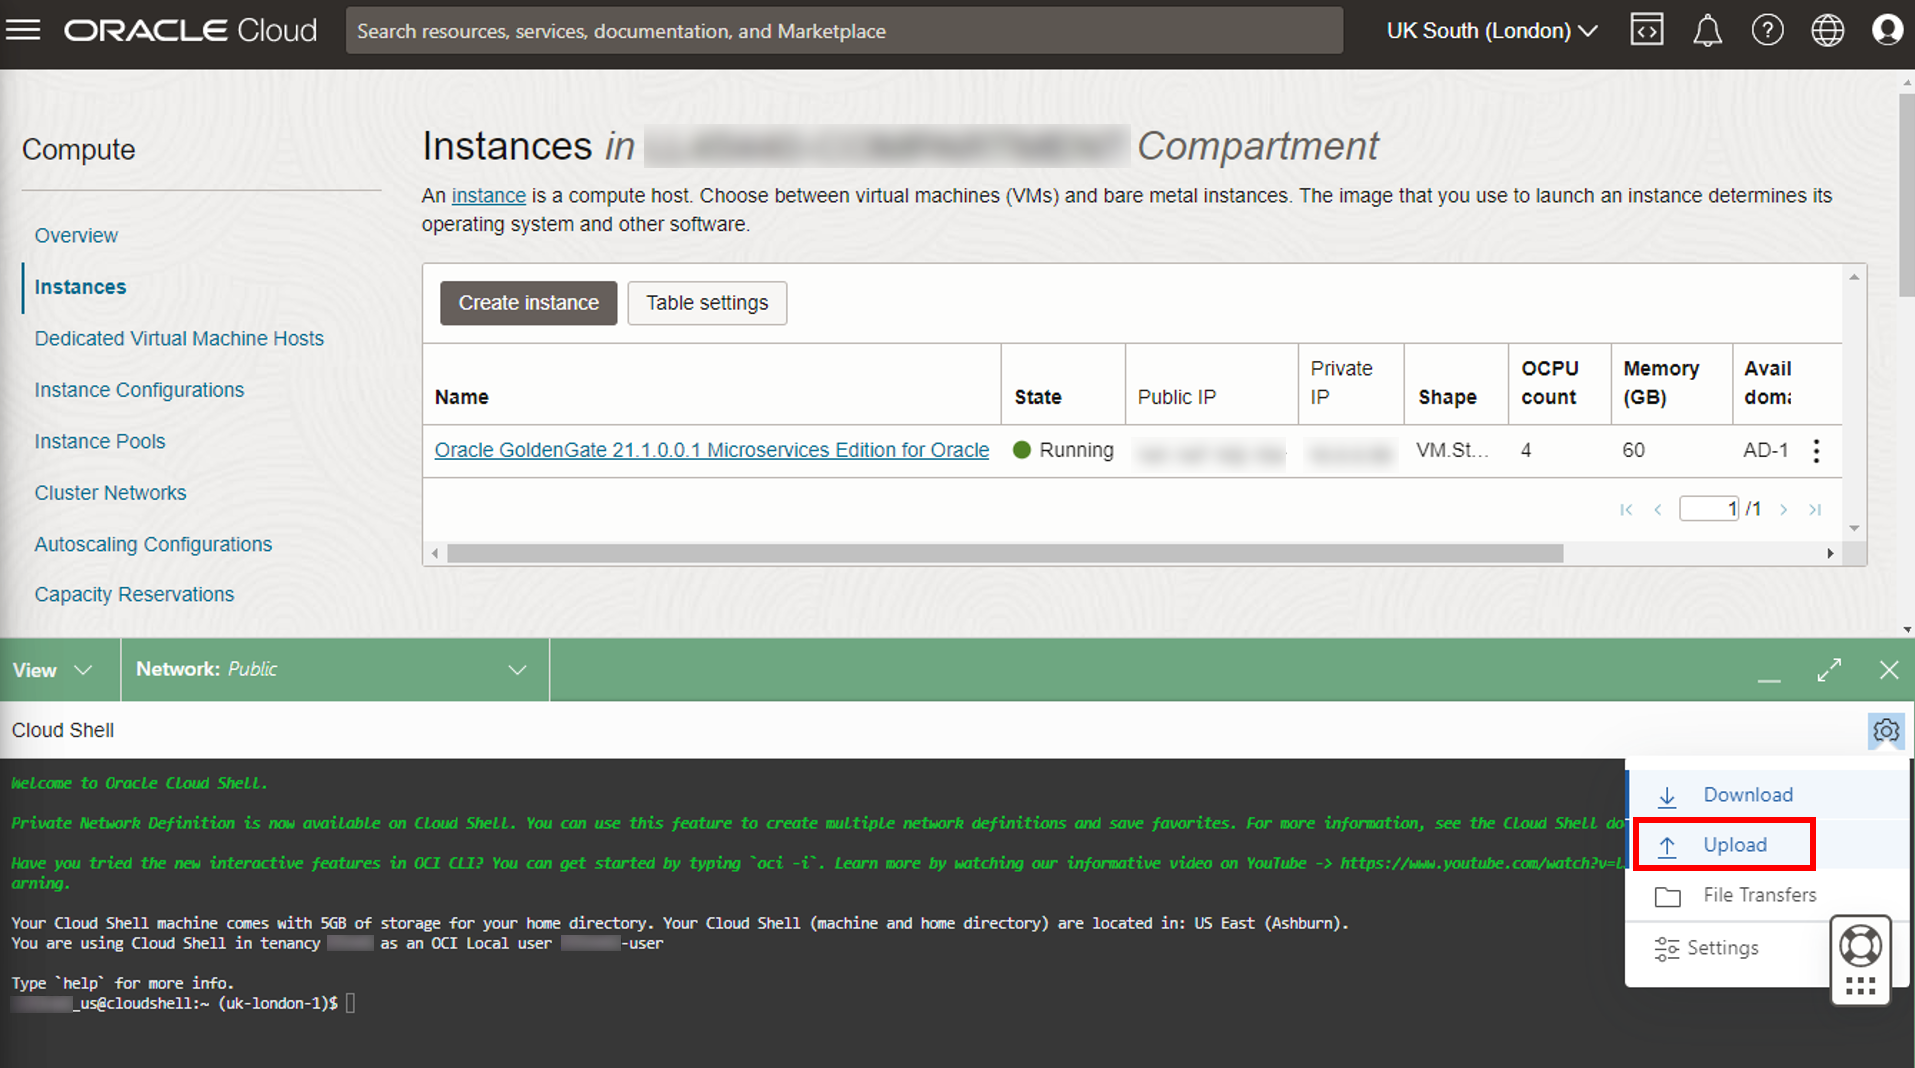 ORACLE Cloud
Search resources, services, documentation, and Marketplace
UK South (London)
Compute
Overview
Instances
Dedicated Virtual Machine Hosts
Instance Configurations
Instance Pools
Cluster Networks
Autoscaling Configurations
Capacity Reservations
Instances in Compartment
An instance is a compute host. Choose between virtual machines (VMs) and bare metal instances. The image that you use to launch an instance determines its
operating system and other software.
Create instance
Table settings
Name State Public IP Private IP Shape OCPU count Memory (GB) Avail doma
Oracle GoldenGate 21.1.0.0.1 Microservices Edition for Oracle Running VM.St... 4 60 AD-1
1 /1
View
Network: Public
Cloud Shell
Welcome to Oracle Cloud Shell.
Private Network Definition is now available on Cloud Shell. You can use this feature to create multiple network definitions and save favorites. For more information, see the Cloud Shell do
Have you tried the new interactive features in OCI CLI? You can get started by typing `oci -i`. Learn more by watching our informative video on YouTube -> https://www.youtube.com/watch?v=
arning.
Your Cloud Shell machine comes with 5GB of storage for your home directory. Your Cloud Shell (machine and home directory) are located in: US East (Ashburn).
You are using Cloud Shell in tenancy as an OCI Local user -user
Type `help` for more info.
_us@cloudshell:~ (uk-london-1)$
Download
Upload
File Transfers
Settings